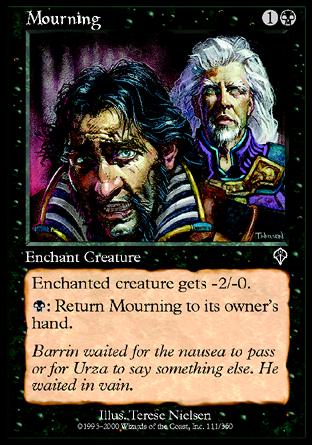 Mourning 1
THIELSEN
Enchant Creature
Enchanted creature gets -2/-0.
: Return Mourning to its owner's
hand.
Barrin waited for the nausea to pass
or for Urza to say something else. He
waited in vain.
Illus. Terese Nielsen
©1993–2000 Wizards of the Coast, Inc. 111/350